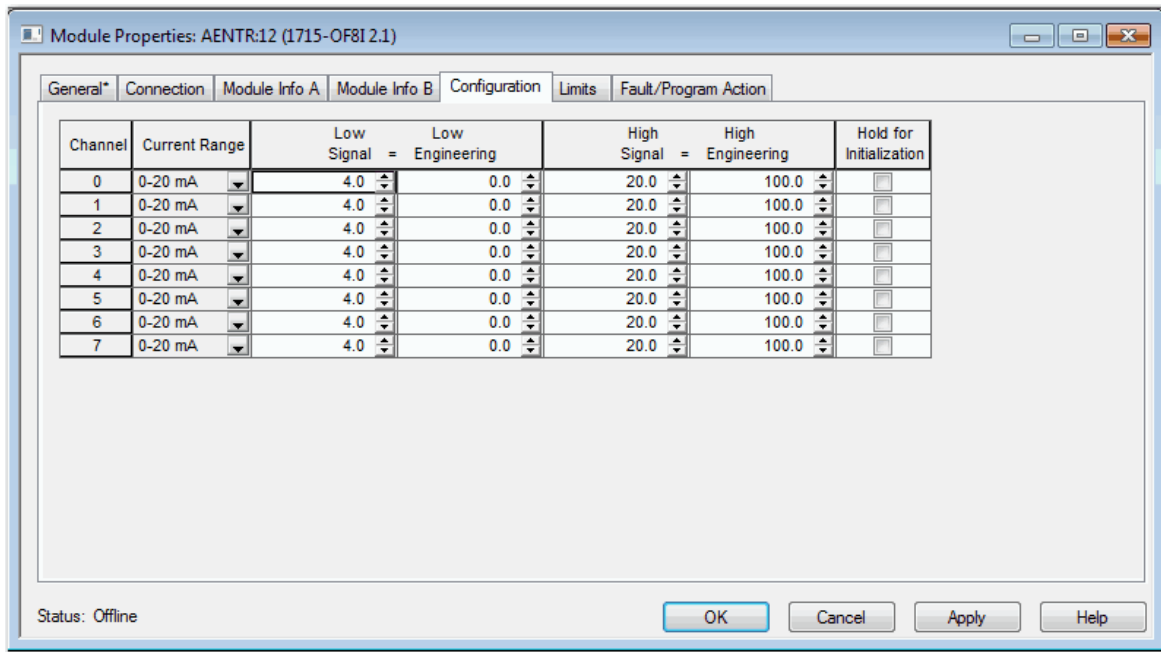 Module Properties: AENTR:12 (1715-OF8I 2.1)
General* Connection Module Info A Module Info B Configuration Limits Fault/Program Action
Channel Current Range Low Signal = Low Engineering High Signal = High Engineering Hold for Initialization
0 0-20 mA 4.0 0.0 20.0 100.0
1 0-20 mA 4.0 0.0 20.0 100.0
2 0-20 mA 4.0 0.0 20.0 100.0
3 0-20 mA 4.0 0.0 20.0 100.0
4 0-20 mA 4.0 0.0 20.0 100.0
5 0-20 mA 4.0 0.0 20.0 100.0
6 0-20 mA 4.0 0.0 20.0 100.0
7 0-20 mA 4.0 0.0 20.0 100.0
Status: Offline OK Cancel Apply Help